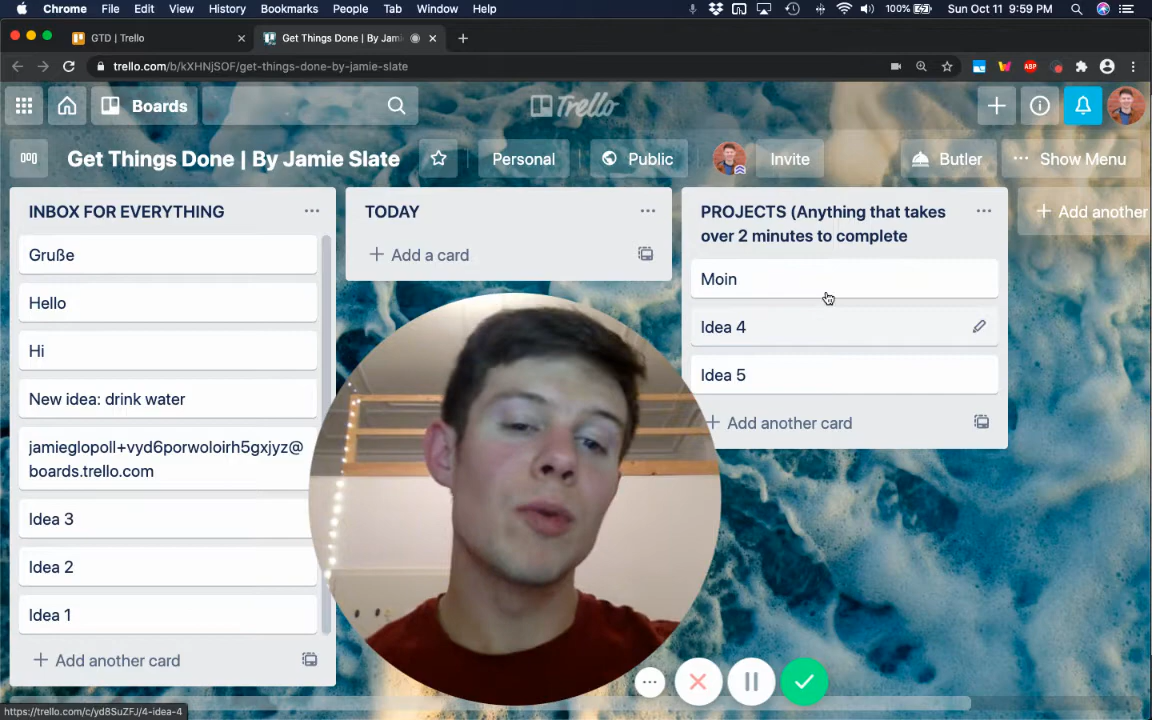 Chrome File Edit View History Bookmarks People Tab Window Help
100% Sun Oct 11 9:59 PM
GTD | Trello
Get Things Done | By Jami
trello.com/b/kXHNjSOF/get-things-done-by-jamie-slate
ABP
Boards
Trello
Get Things Done | By Jamie Slate
Personal
Public
Invite
Butler
··· Show Menu
INBOX FOR EVERYTHING
Gruße
Hello
Hi
New idea: drink water
jamieglopoll+vyd6porwoloirh5gxjyz@
boards.trello.com
Idea 3
Idea 2
Idea 1
+ Add another card
TODAY
+ Add a card
PROJECTS (Anything that takes
over 2 minutes to complete
Moin
Idea 4
Idea 5
+ Add another card
+ Add another
https://trello.com/c/yd8SuZFJ/4-idea-4